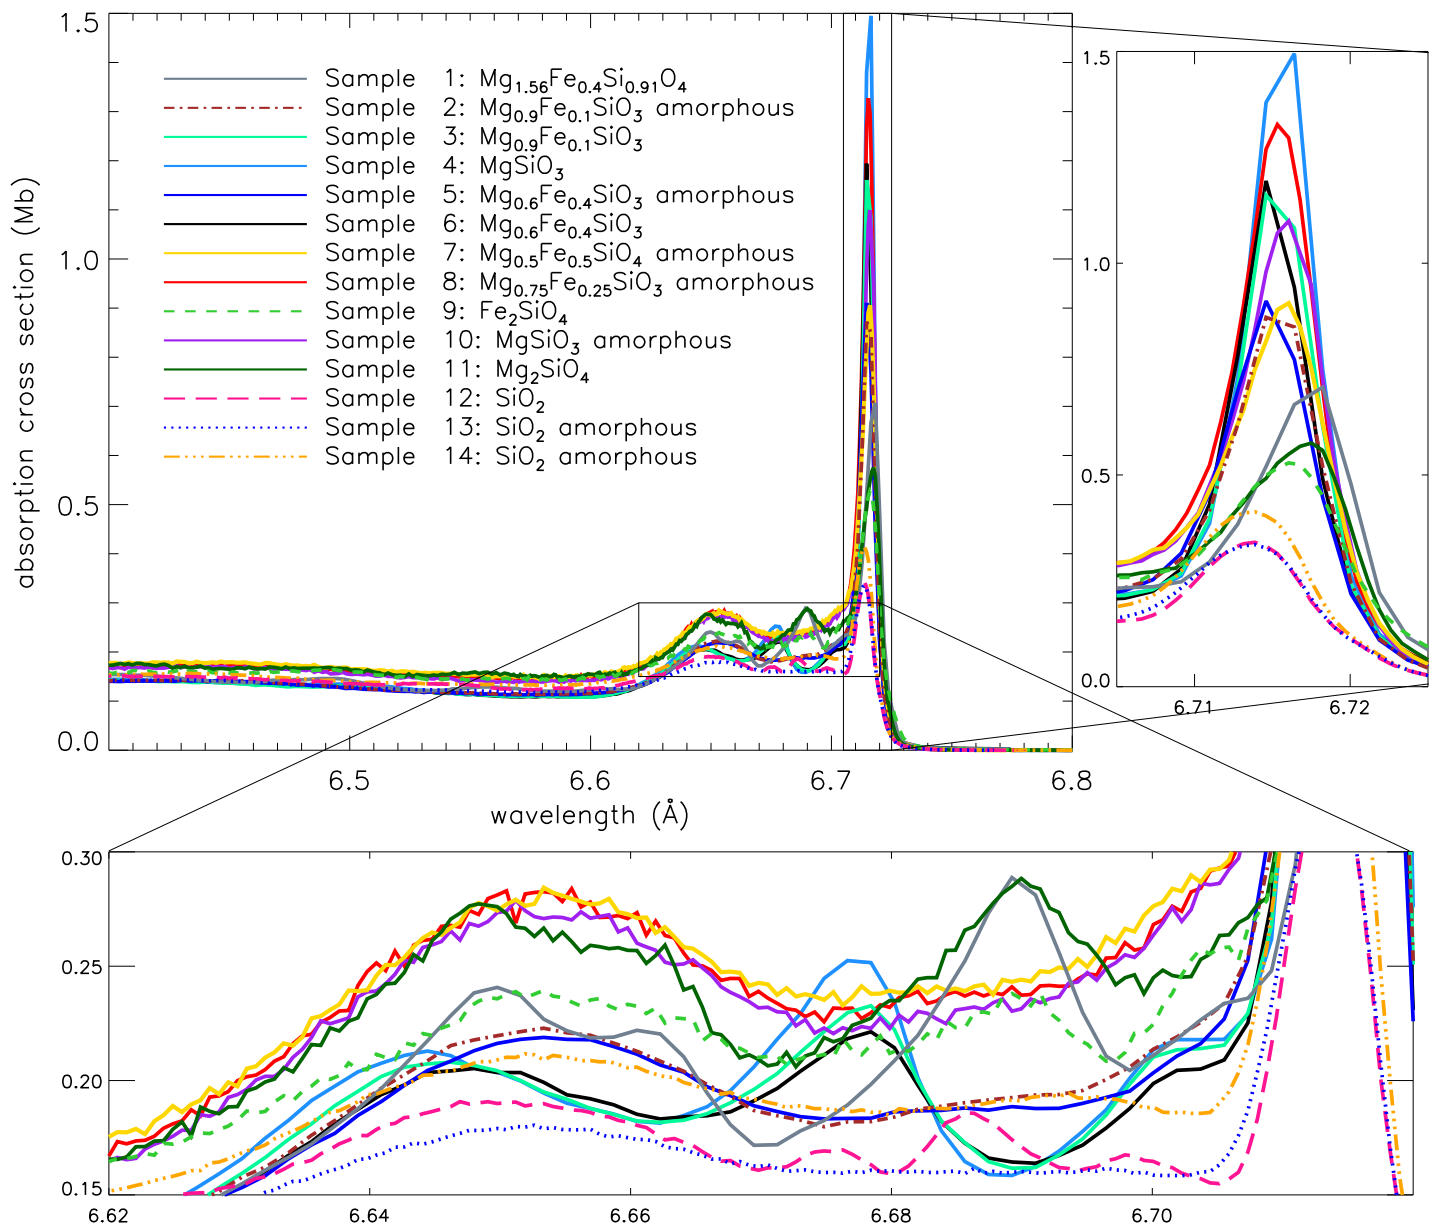 1.5
1.0
0.5
0.0
absorption cross section (Mb)
Sample 1: Mg1.56Fe0.4Si0.91O4
Sample 2: Mg0.9Fe0.1SiO3 amorphous
Sample 3: Mg0.9Fe0.1SiO3
Sample 4: MgSiO3
Sample 5: Mg0.6Fe0.4SiO3 amorphous
Sample 6: Mg0.6Fe0.4SiO3
Sample 7: Mg0.5Fe0.5SiO4 amorphous
Sample 8: Mg0.75Fe0.25SiO3 amorphous
Sample 9: Fe2SiO4
Sample 10: MgSiO3 amorphous
Sample 11: Mg2SiO4
Sample 12: SiO2
Sample 13: SiO2 amorphous
Sample 14: SiO2 amorphous
6.5 6.6 6.7 6.8
wavelength (Å)
1.5
1.0
0.5
0.0
6.71 6.72
0.30
0.25
0.20
0.15
6.62 6.64 6.66 6.68 6.70